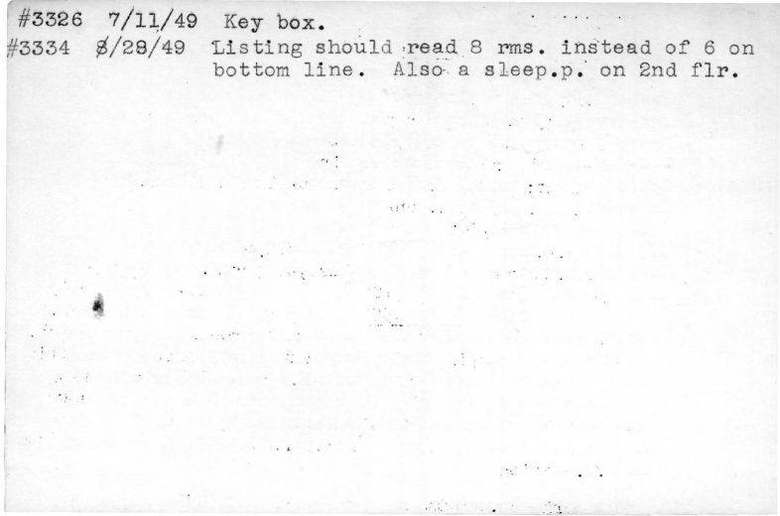 #3326 7/11/49 Key box.
#3334 8/29/49 Listing should read 8 rms. instead of 6 on
bottom line. Also a sleep.p. on 2nd flr.